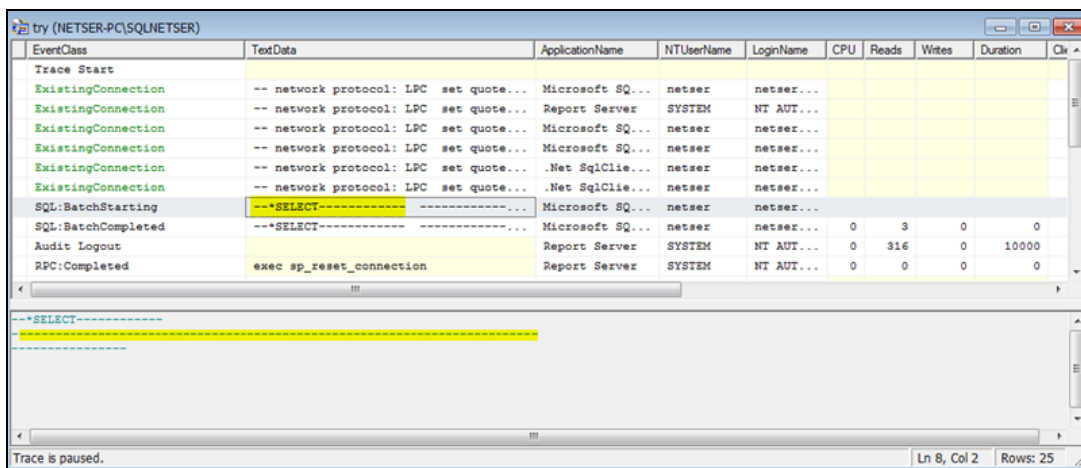 try (NETSER-PC\SQLNETSER)
EventClass TextData ApplicationName NTUserName LoginName CPU Reads Writes Duration Clie
Trace Start
ExistingConnection -- network protocol: LPC set quote... Microsoft SQ... netser netser...
ExistingConnection -- network protocol: LPC set quote... Report Server SYSTEM NT AUT...
ExistingConnection -- network protocol: LPC set quote... Microsoft SQ... netser netser...
ExistingConnection -- network protocol: LPC set quote... Microsoft SQ... netser netser...
ExistingConnection -- network protocol: LPC set quote... .Net SqlClie... netser netser...
ExistingConnection -- network protocol: LPC set quote... .Net SqlClie... netser netser...
SQL:BatchStarting --*SELECT------------ ------------... Microsoft SQ... netser netser...
SQL:BatchCompleted --*SELECT------------ ------------... Microsoft SQ... netser netser... 0 3 0 0
Audit Logout Report Server SYSTEM NT AUT... 0 316 0 10000
RPC:Completed exec sp_reset_connection Report Server SYSTEM NT AUT... 0 0 0 0
--*SELECT------------
-----------------------------------------------------------------------------
-----------------
Trace is paused. Ln 8, Col 2 Rows: 25